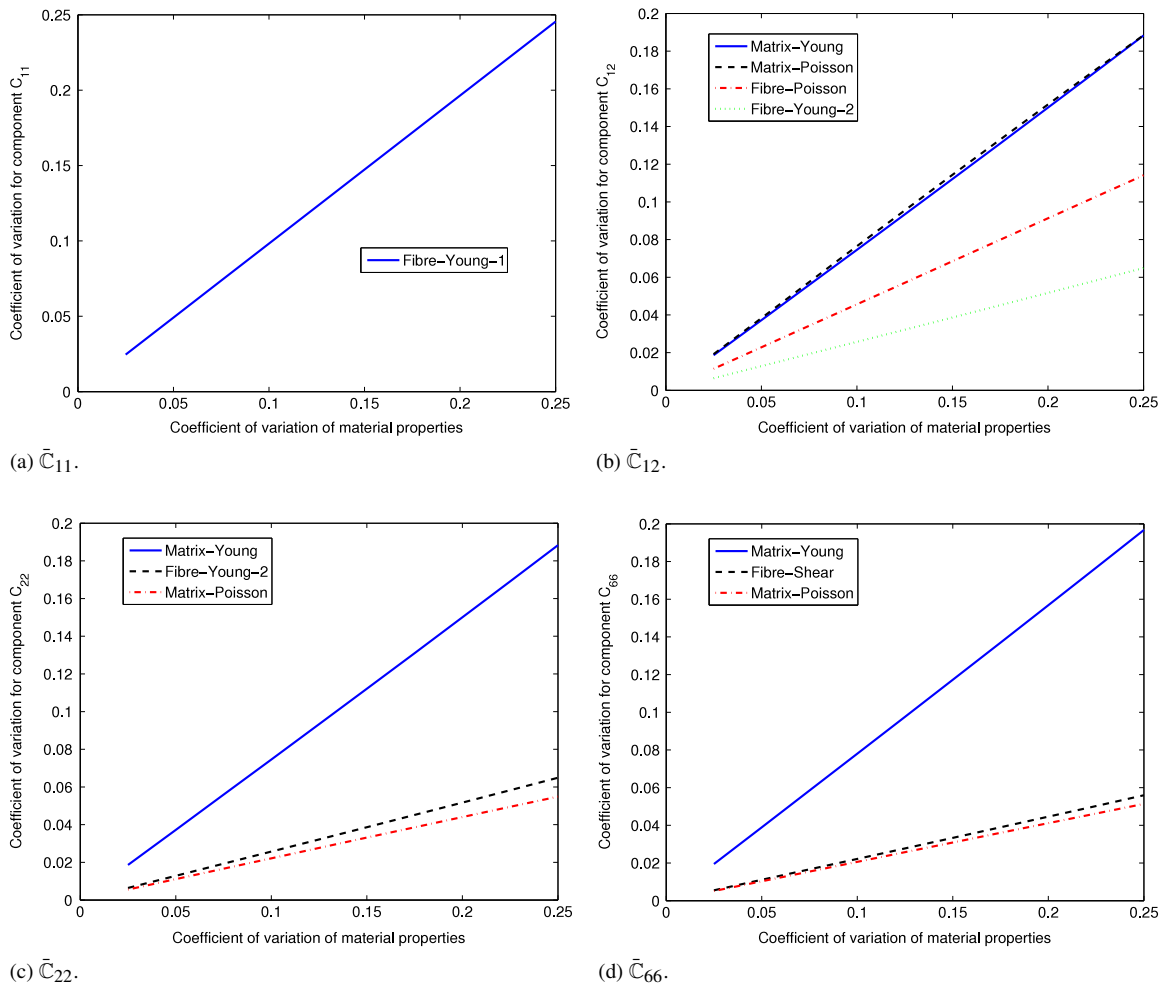 0.25
0.2
0.15
0.1
0.05
0
0 0.05 0.1 0.15 0.2 0.25
Coefficient of variation for component C11
Coefficient of variation of material properties
Fibre−Young−1
(a) C̄11.
0.2
0.18
0.16
0.14
0.12
0.1
0.08
0.06
0.04
0.02
0
0 0.05 0.1 0.15 0.2 0.25
Coefficient of variation for component C12
Coefficient of variation of material properties
Matrix−Young
Matrix−Poisson
Fibre−Poisson
Fibre−Young−2
(b) C̄12.
0.2
0.18
0.16
0.14
0.12
0.1
0.08
0.06
0.04
0.02
0
0 0.05 0.1 0.15 0.2 0.25
Coefficient of variation for component C22
Coefficient of variation of material properties
Matrix−Young
Fibre−Young−2
Matrix−Poisson
(c) C̄22.
0.2
0.18
0.16
0.14
0.12
0.1
0.08
0.06
0.04
0.02
0
0 0.05 0.1 0.15 0.2 0.25
Coefficient of variation for component C66
Coefficient of variation of material properties
Matrix−Young
Fibre−Shear
Matrix−Poisson
(d) C̄66.